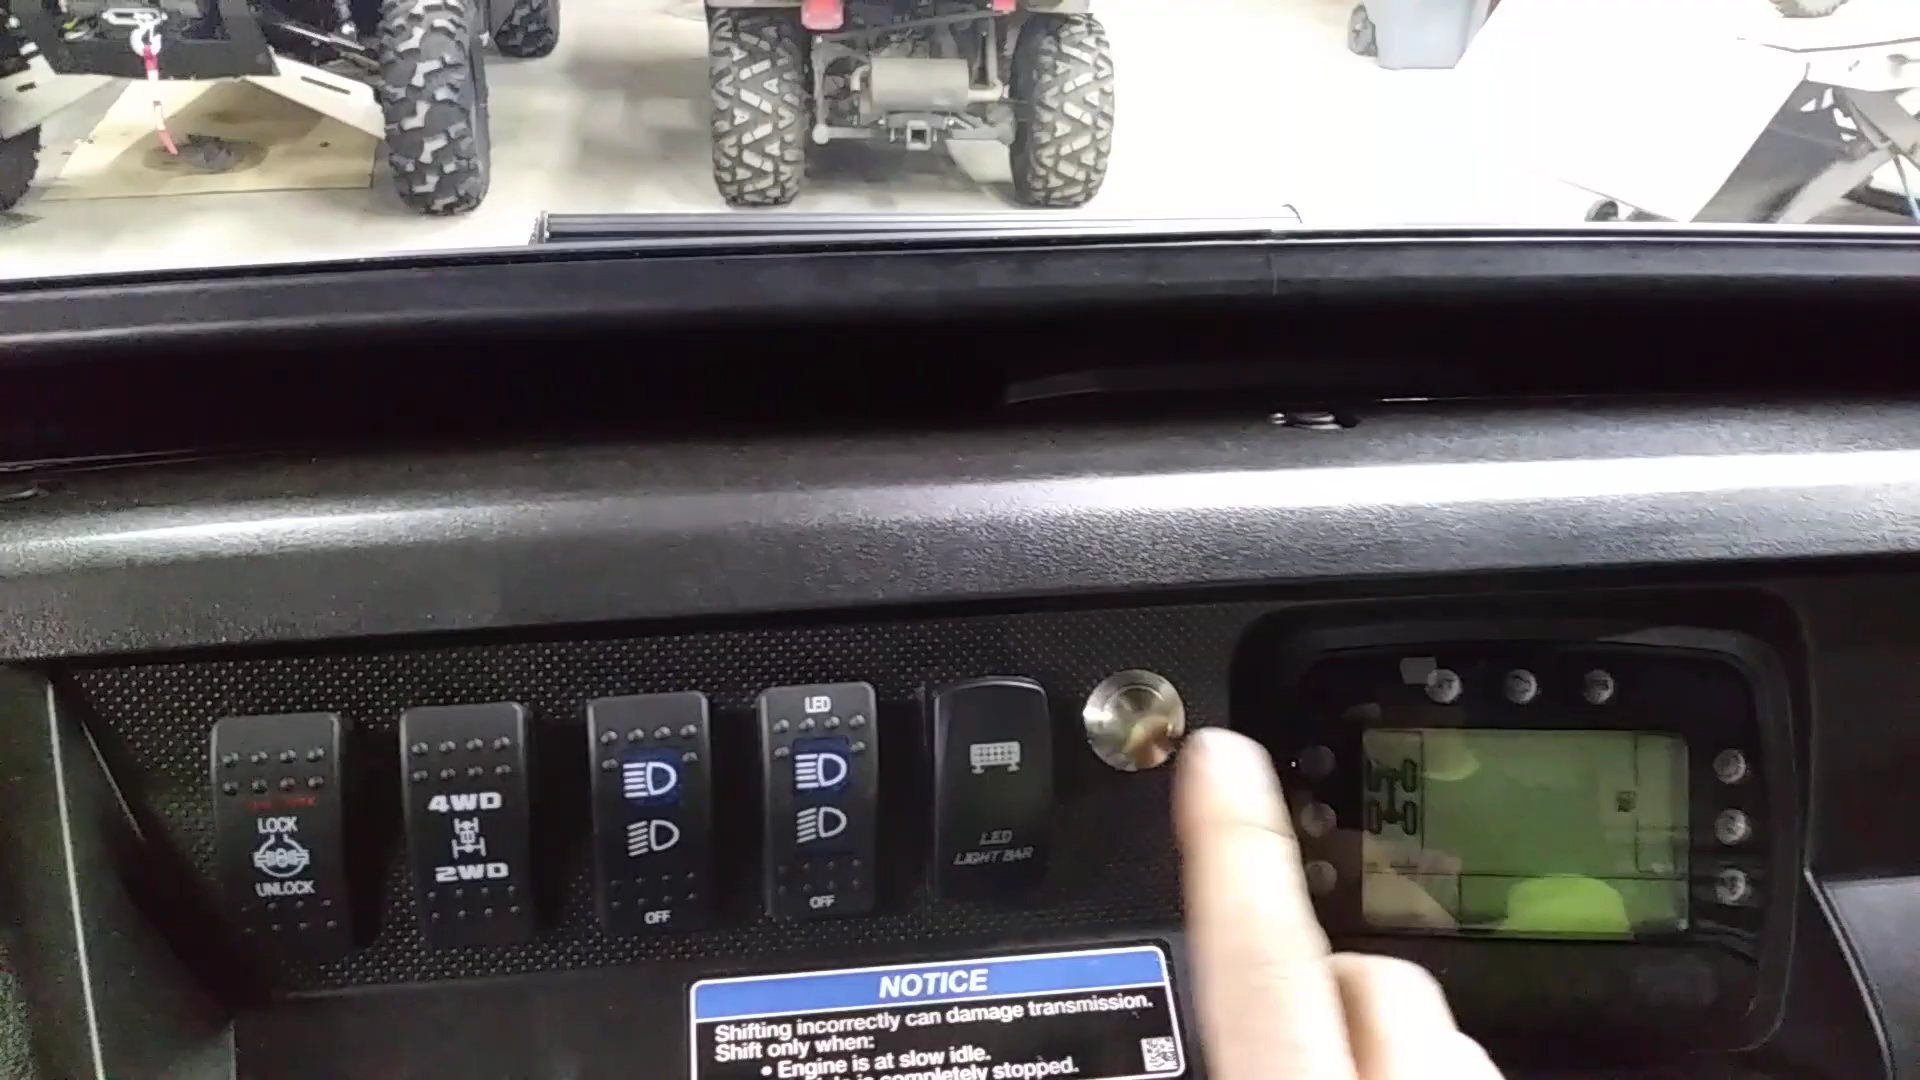 LED
LOCK
UNLOCK
4WD
2WD
OFF
OFF
LED
LIGHT BAR
NOTICE
Shifting incorrectly can damage transmission.
Shift only when:
• Engine is at slow idle.
is completely stopped.